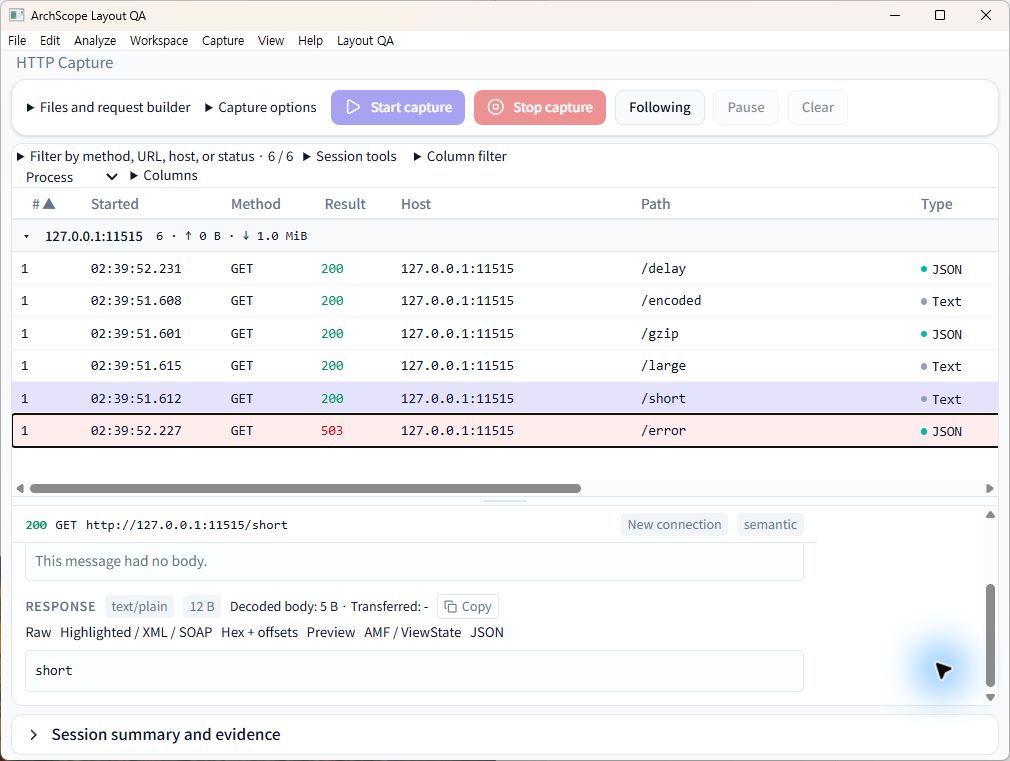 ArchScope Layout QA
File Edit Analyze Workspace Capture View Help Layout QA
HTTP Capture
Files and request builder Capture options Start capture Stop capture Following Pause Clear
Filter by method, URL, host, or status · 6 / 6 Session tools Column filter
Process Columns
# Started Method Result Host Path Type
127.0.0.1:11515 6 · ↑ 0 B · ↓ 1.0 MiB
1 02:39:52.231 GET 200 127.0.0.1:11515 /delay JSON
1 02:39:51.608 GET 200 127.0.0.1:11515 /encoded Text
1 02:39:51.601 GET 200 127.0.0.1:11515 /gzip JSON
1 02:39:51.615 GET 200 127.0.0.1:11515 /large Text
1 02:39:51.612 GET 200 127.0.0.1:11515 /short Text
1 02:39:52.227 GET 503 127.0.0.1:11515 /error JSON
200 GET http://127.0.0.1:11515/short New connection semantic
This message had no body.
RESPONSE text/plain 12 B Decoded body: 5 B · Transferred: - Copy
Raw Highlighted / XML / SOAP Hex + offsets Preview AMF / ViewState JSON
short
Session summary and evidence